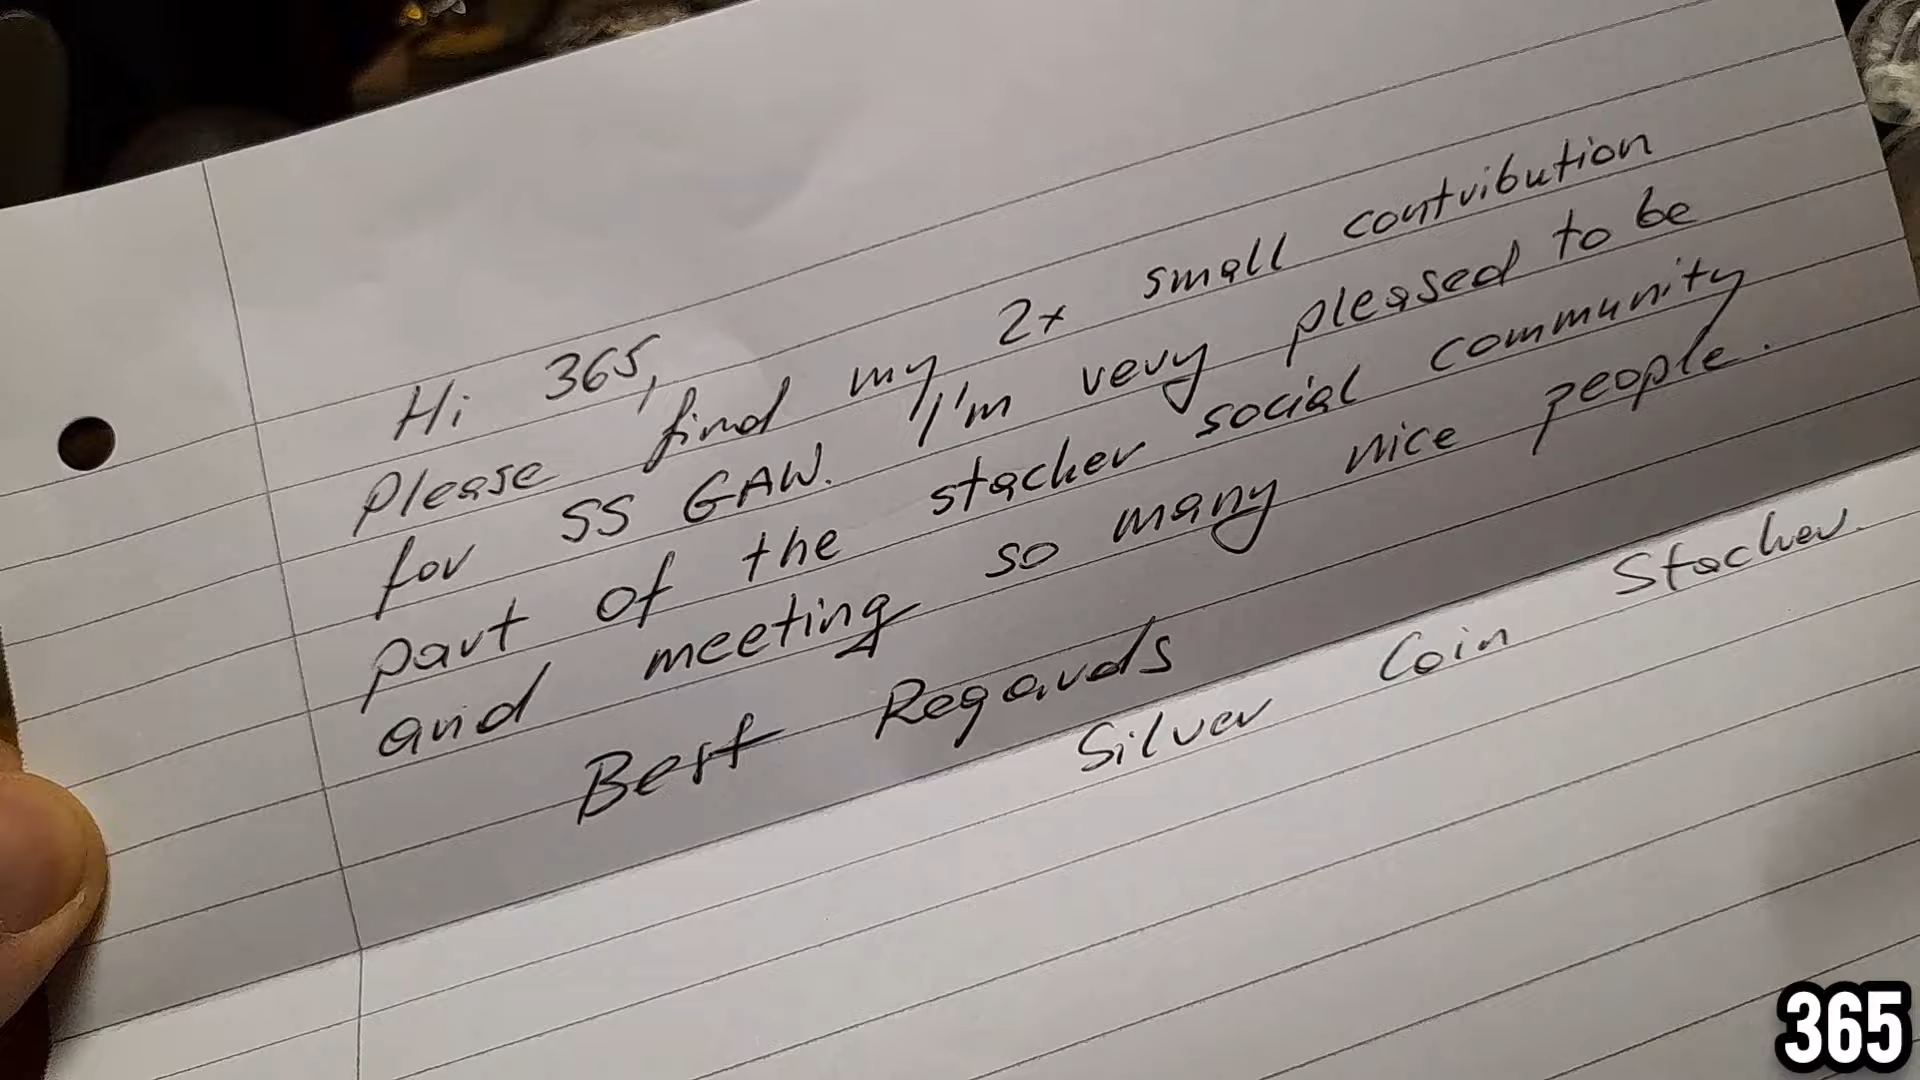 Hi 365,
Please find my 2x small contribution
for SS GAW. I'm very pleased to be
part of the stacker social community
and meeting so many nice people.
Best Regards
Silver Coin Stacker.
365